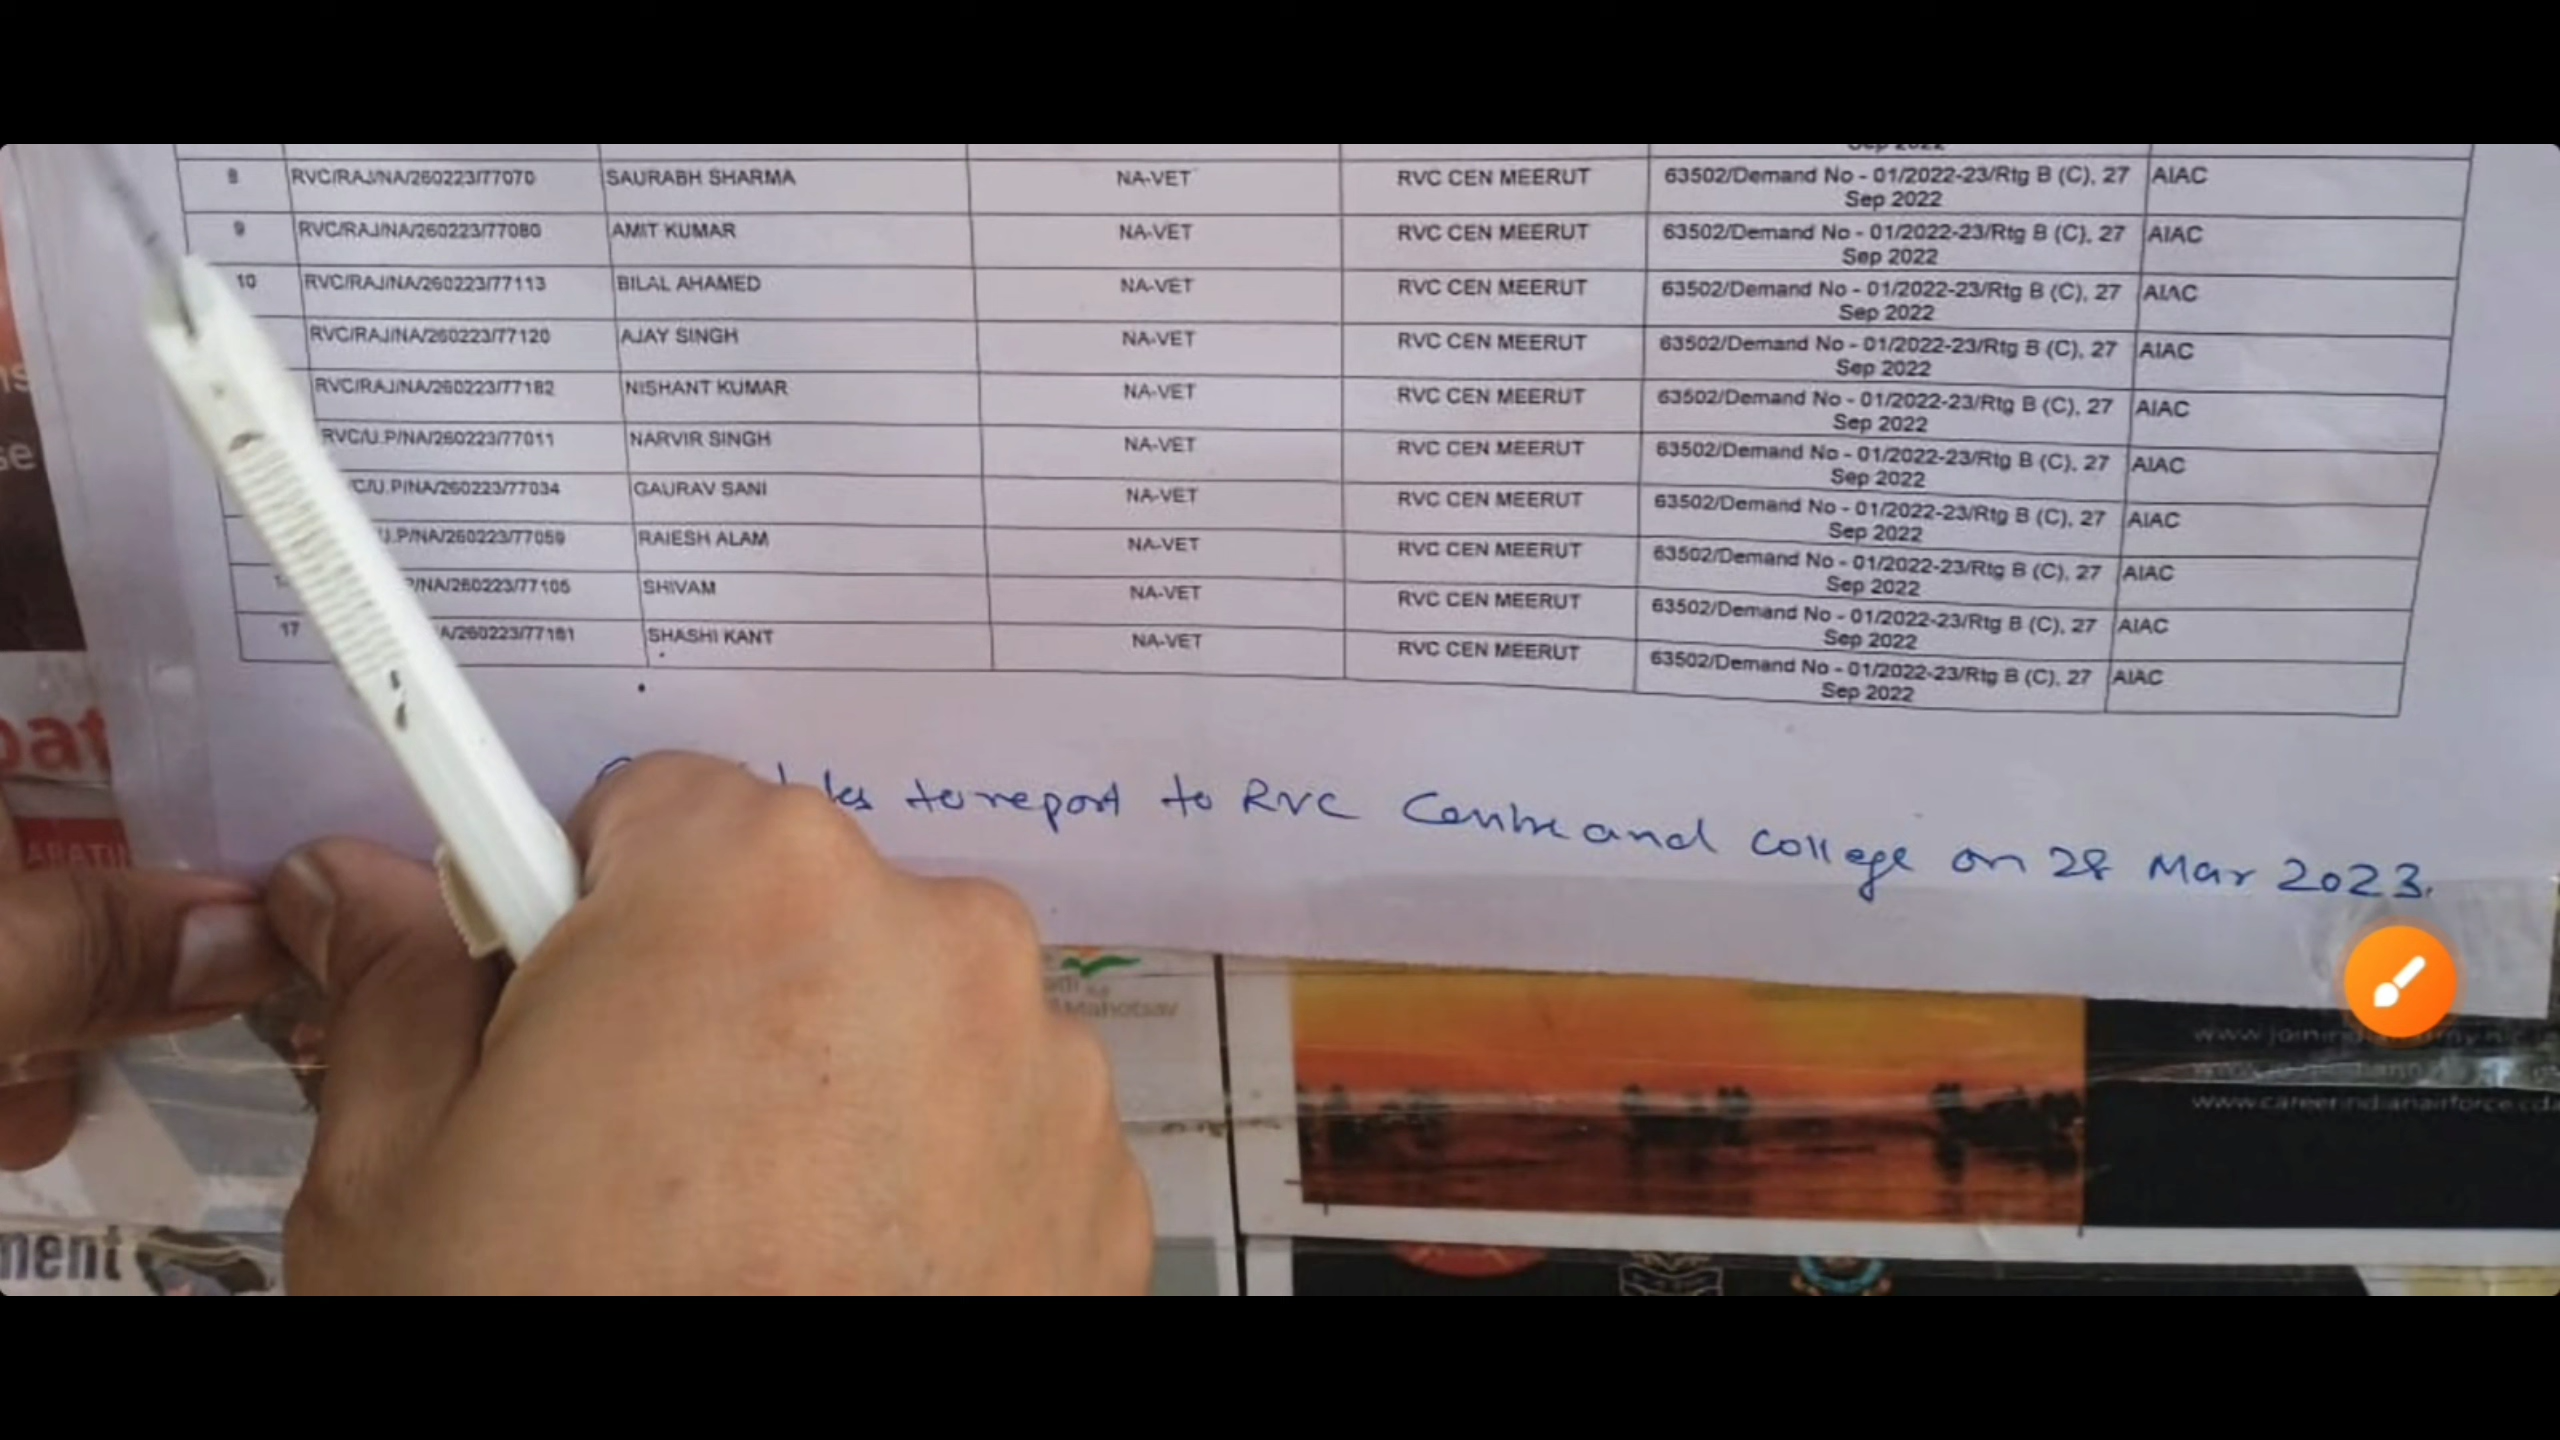 Sep 2022
8 RVC/RAJ/NA/260223/77070 SAURABH SHARMA NA-VET RVC CEN MEERUT 63502/Demand No - 01/2022-23/Rtg B (C), 27 AIAC
Sep 2022
9 RVC/RAJ/NA/260223/77080 AMIT KUMAR NA-VET RVC CEN MEERUT 63502/Demand No - 01/2022-23/Rtg B (C), 27 AIAC
Sep 2022
10 RVC/RAJ/NA/260223/77113 BILAL AHAMED NA-VET RVC CEN MEERUT 63502/Demand No - 01/2022-23/Rtg B (C), 27 AIAC
Sep 2022
RVC/RAJ/NA/260223/77120 AJAY SINGH NA-VET RVC CEN MEERUT 63502/Demand No - 01/2022-23/Rtg B (C), 27 AIAC
Sep 2022
RVC/RAJ/NA/260223/77182 NISHANT KUMAR NA-VET RVC CEN MEERUT 63502/Demand No - 01/2022-23/Rtg B (C), 27 AIAC
Sep 2022
RVC/U.P/NA/260223/77011 NARVIR SINGH NA-VET RVC CEN MEERUT 63502/Demand No - 01/2022-23/Rtg B (C), 27 AIAC
Sep 2022
C/U.P/NA/260223/77034 GAURAV SANI NA-VET RVC CEN MEERUT 63502/Demand No - 01/2022-23/Rtg B (C), 27 AIAC
Sep 2022
.P/NA/260223/77059 RAIESH ALAM NA-VET RVC CEN MEERUT 63502/Demand No - 01/2022-23/Rtg B (C), 27 AIAC
Sep 2022
/NA/260223/77105 SHIVAM NA-VET RVC CEN MEERUT 63502/Demand No - 01/2022-23/Rtg B (C), 27 AIAC
Sep 2022
17 A/260223/77181 SHASHI KANT NA-VET RVC CEN MEERUT 63502/Demand No - 01/2022-23/Rtg B (C), 27 AIAC
Sep 2022
to report to RVC Centre and College on 28 Mar 2023.
Mahotsav
www.careerindianairforce.cda
ment